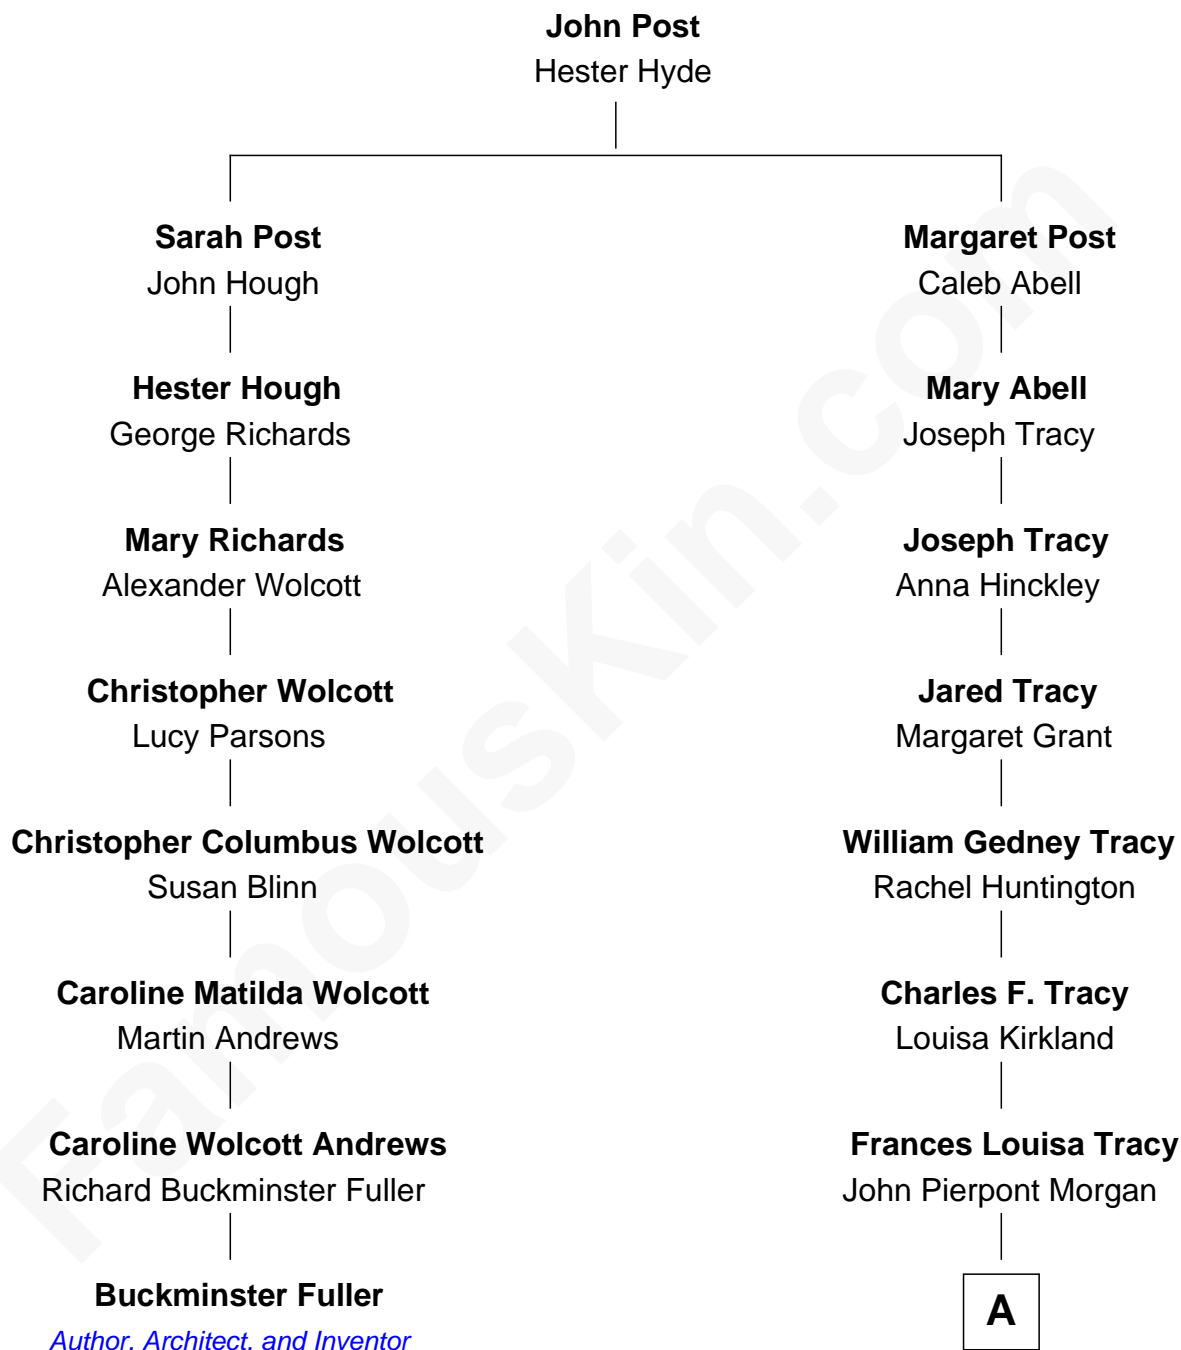 John Post
Hester Hyde
Sarah Post
John Hough
Margaret Post
Caleb Abell
Hester Hough
George Richards
Mary Abell
Joseph Tracy
Mary Richards
Alexander Wolcott
Joseph Tracy
Anna Hinckley
Christopher Wolcott
Lucy Parsons
Jared Tracy
Margaret Grant
Christopher Columbus Wolcott
Susan Blinn
William Gedney Tracy
Rachel Huntington
Caroline Matilda Wolcott
Martin Andrews
Charles F. Tracy
Louisa Kirkland
Caroline Wolcott Andrews
Richard Buckminster Fuller
Frances Louisa Tracy
John Pierpont Morgan
Buckminster Fuller
Author, Architect, and Inventor
A
FamousKin.com